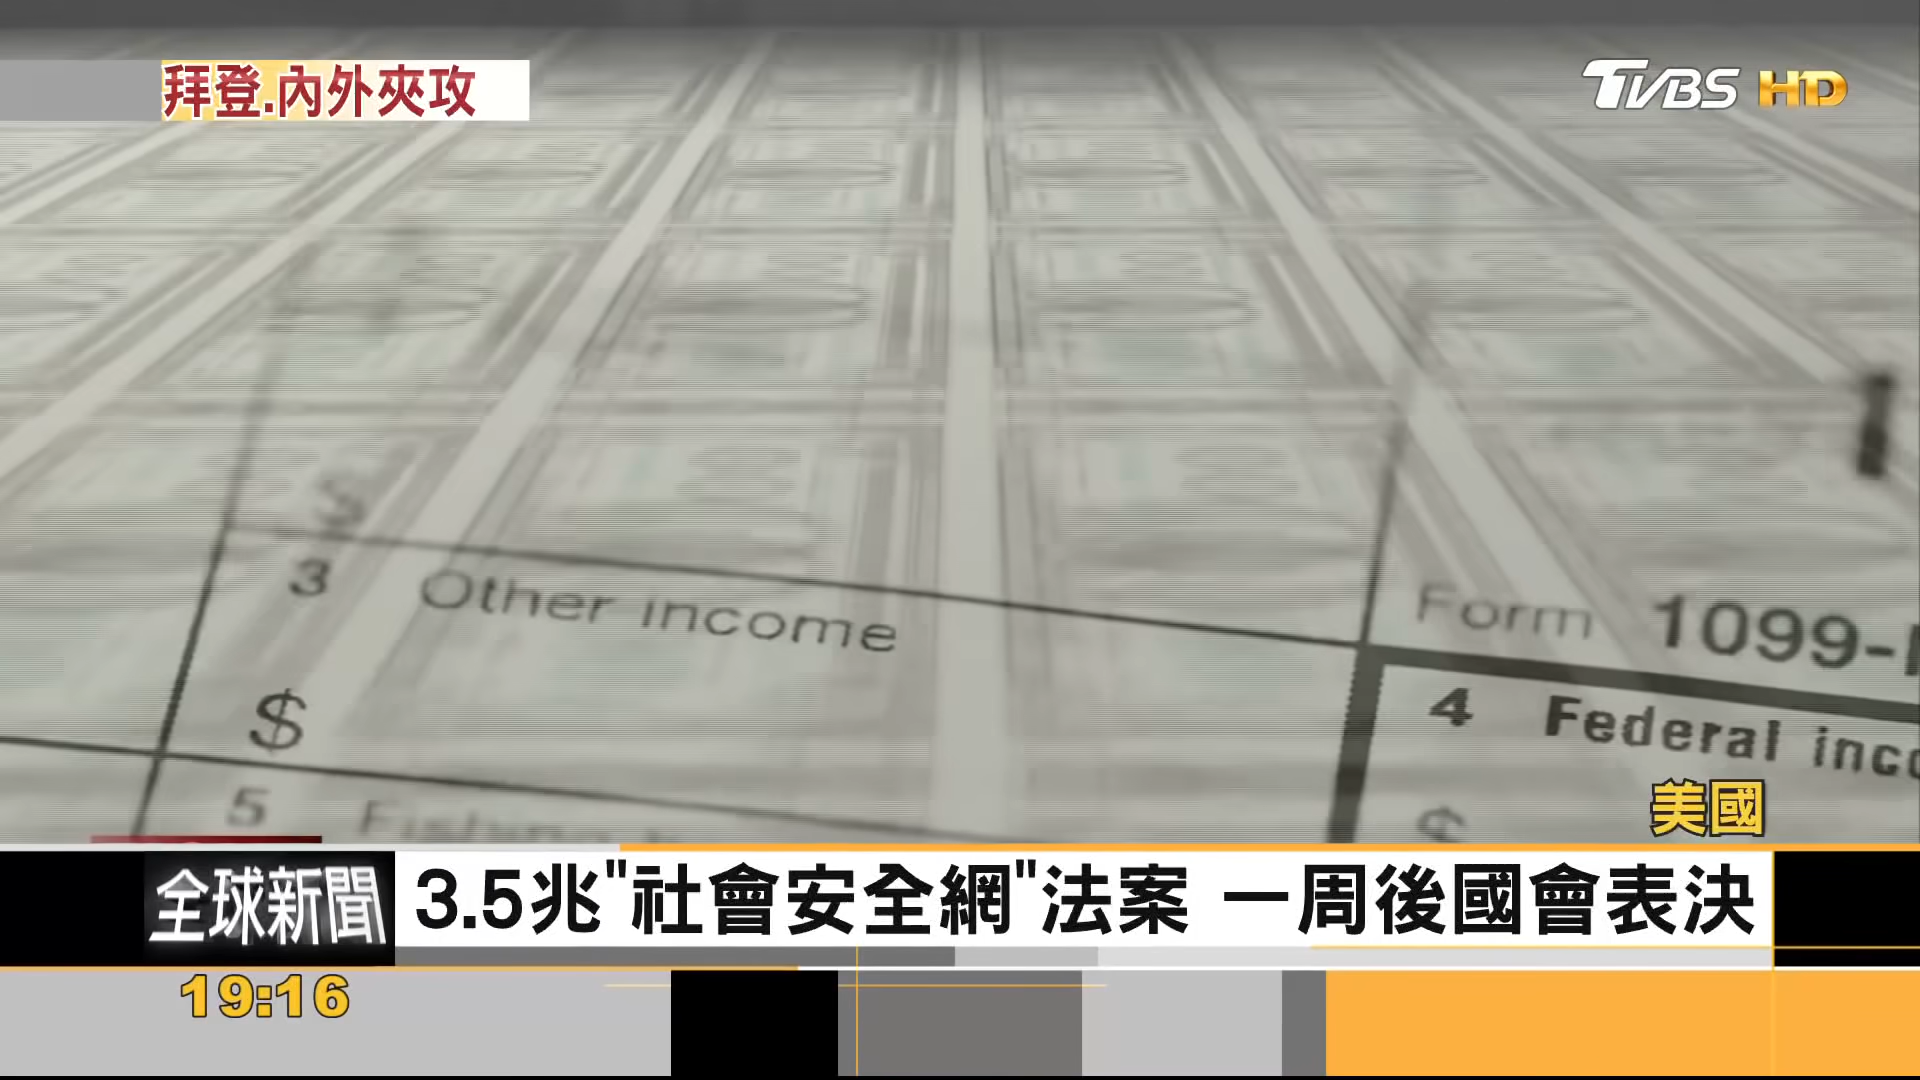 拜登.內外夾攻
TVBS HD
$
3 Other income
Form 1099-
$
4 Federal inc
5 Fishing
$
美國
全球新聞
3.5兆"社會安全網"法案 一周後國會表決
19:16